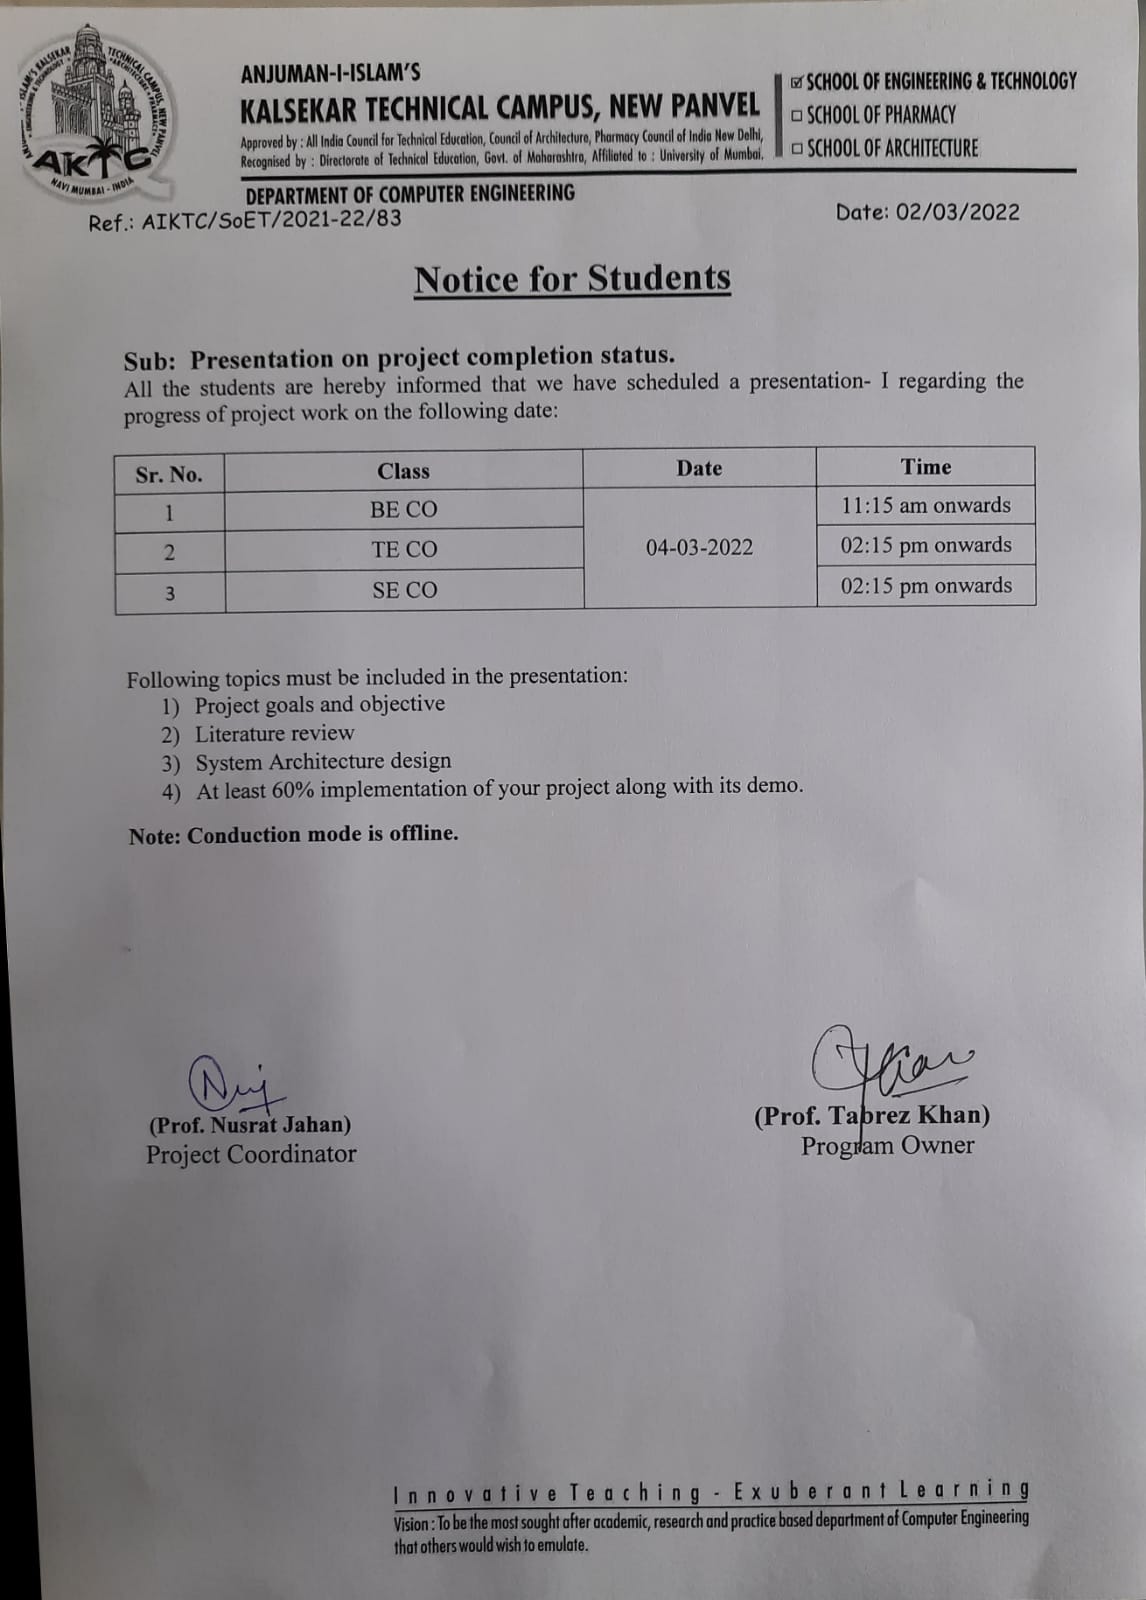 ANJUMAN-I-ISLAM'S
KALSEKAR TECHNICAL CAMPUS, NEW PANVEL
Approved by : All India Council for Technical Education, Council of Architecture, Pharmacy Council of India New Delhi,
Recognised by : Directorate of Technical Education, Govt. of Maharashtra, Affiliated to : University of Mumbai.
☑ SCHOOL OF ENGINEERING & TECHNOLOGY
□ SCHOOL OF PHARMACY
□ SCHOOL OF ARCHITECTURE
AKTC
NAVI MUMBAI - INDIA
DEPARTMENT OF COMPUTER ENGINEERING
Ref.: AIKTC/SoET/2021-22/83
Date: 02/03/2022
Notice for Students
Sub: Presentation on project completion status.
All the students are hereby informed that we have scheduled a presentation- I regarding the
progress of project work on the following date:
Sr. No. Class Date Time
1 BE CO 11:15 am onwards
2 TE CO 04-03-2022 02:15 pm onwards
3 SE CO 02:15 pm onwards
Following topics must be included in the presentation:
1) Project goals and objective
2) Literature review
3) System Architecture design
4) At least 60% implementation of your project along with its demo.
Note: Conduction mode is offline.
(Prof. Nusrat Jahan)
Project Coordinator
(Prof. Tabrez Khan)
Program Owner
Innovative Teaching - Exuberant Learning
Vision : To be the most sought after academic, research and practice based department of Computer Engineering
that others would wish to emulate.